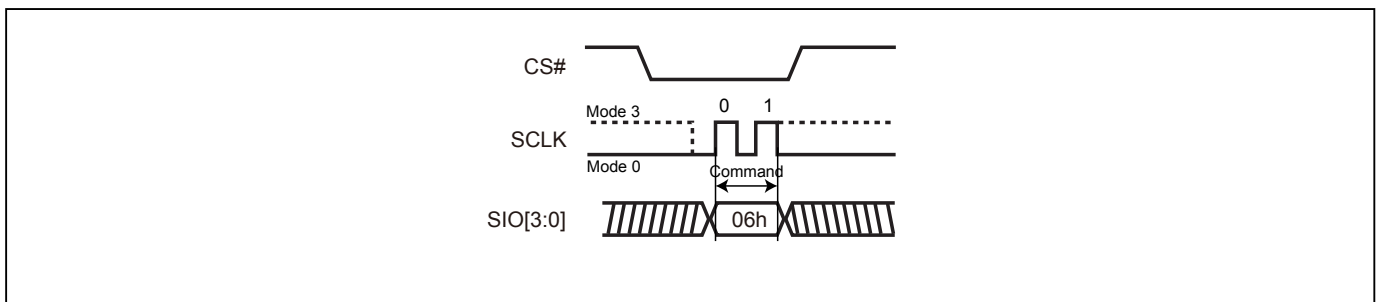 CS#
Mode 3
0 1
SCLK
Mode 0
Command
SIO[3:0]
06h